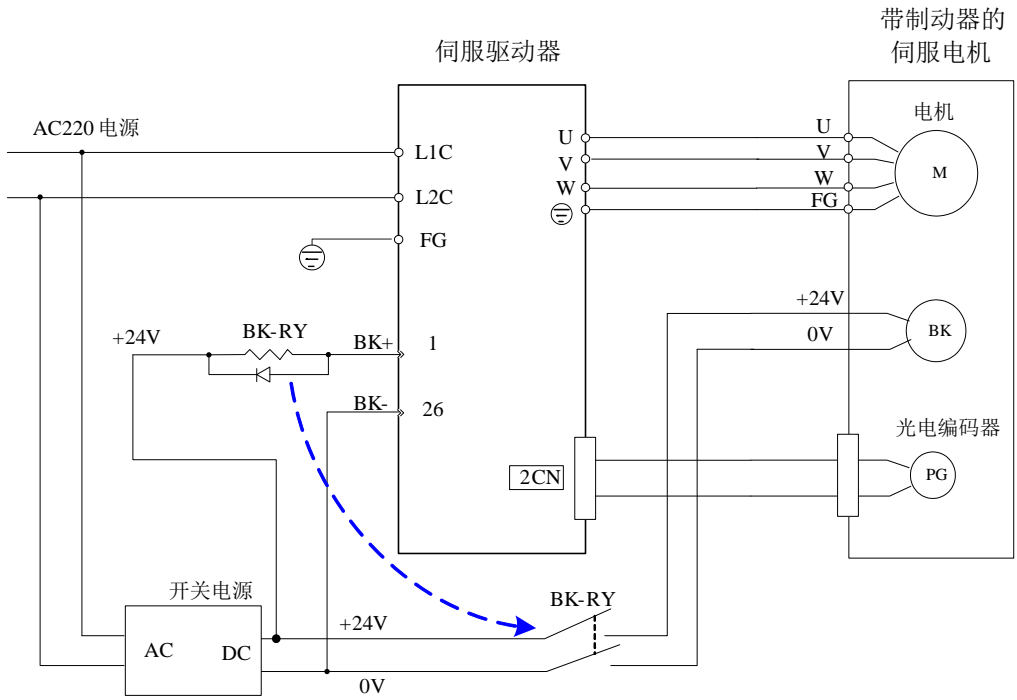 带制动器的
伺服电机
伺服驱动器
电机
AC220 电源
L1C
U
U
V
V
M
L2C
W
W
FG
FG
+24V
+24V
BK-RY
BK+
1
0V
BK
BK-
26
光电编码器
2CN
PG
开关电源
BK-RY
+24V
AC
DC
0V